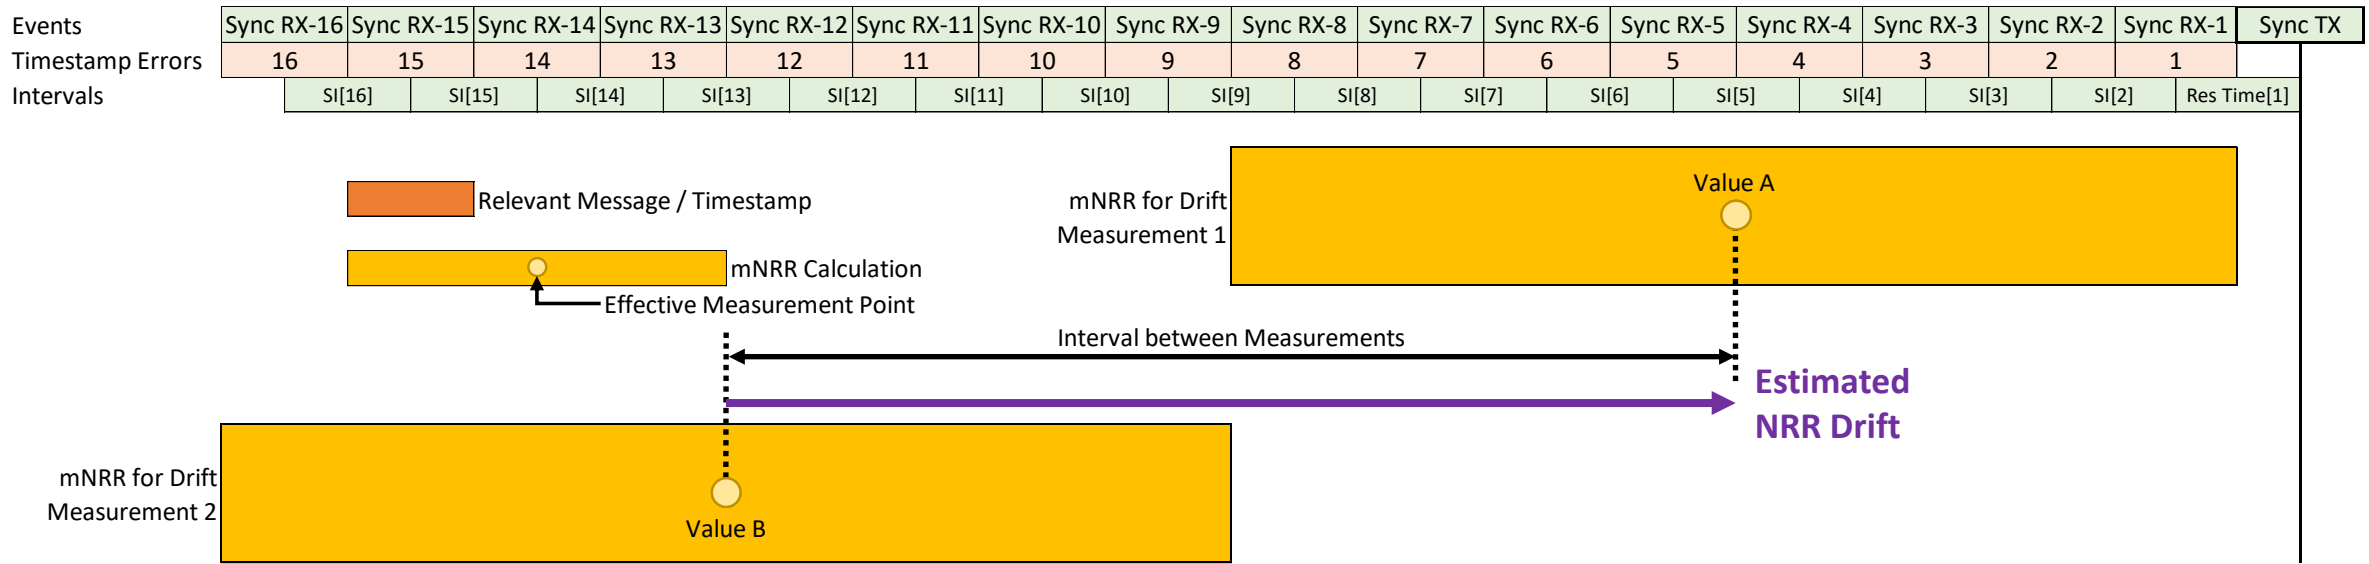 Events Sync RX-16 Sync RX-15 Sync RX-14 Sync RX-13 Sync RX-12 Sync RX-11 Sync RX-10 Sync RX-9 Sync RX-8 Sync RX-7 Sync RX-6 Sync RX-5 Sync RX-4 Sync RX-3 Sync RX-2 Sync RX-1 Sync TX
Timestamp Errors 16 15 14 13 12 11 10 9 8 7 6 5 4 3 2 1
Intervals SI[16] SI[15] SI[14] SI[13] SI[12] SI[11] SI[10] SI[9] SI[8] SI[7] SI[6] SI[5] SI[4] SI[3] SI[2] Res Time[1]
Relevant Message / Timestamp
mNRR for Drift
Measurement 1
Value A
mNRR Calculation
Effective Measurement Point
Interval between Measurements
Estimated
NRR Drift
mNRR for Drift
Measurement 2
Value B